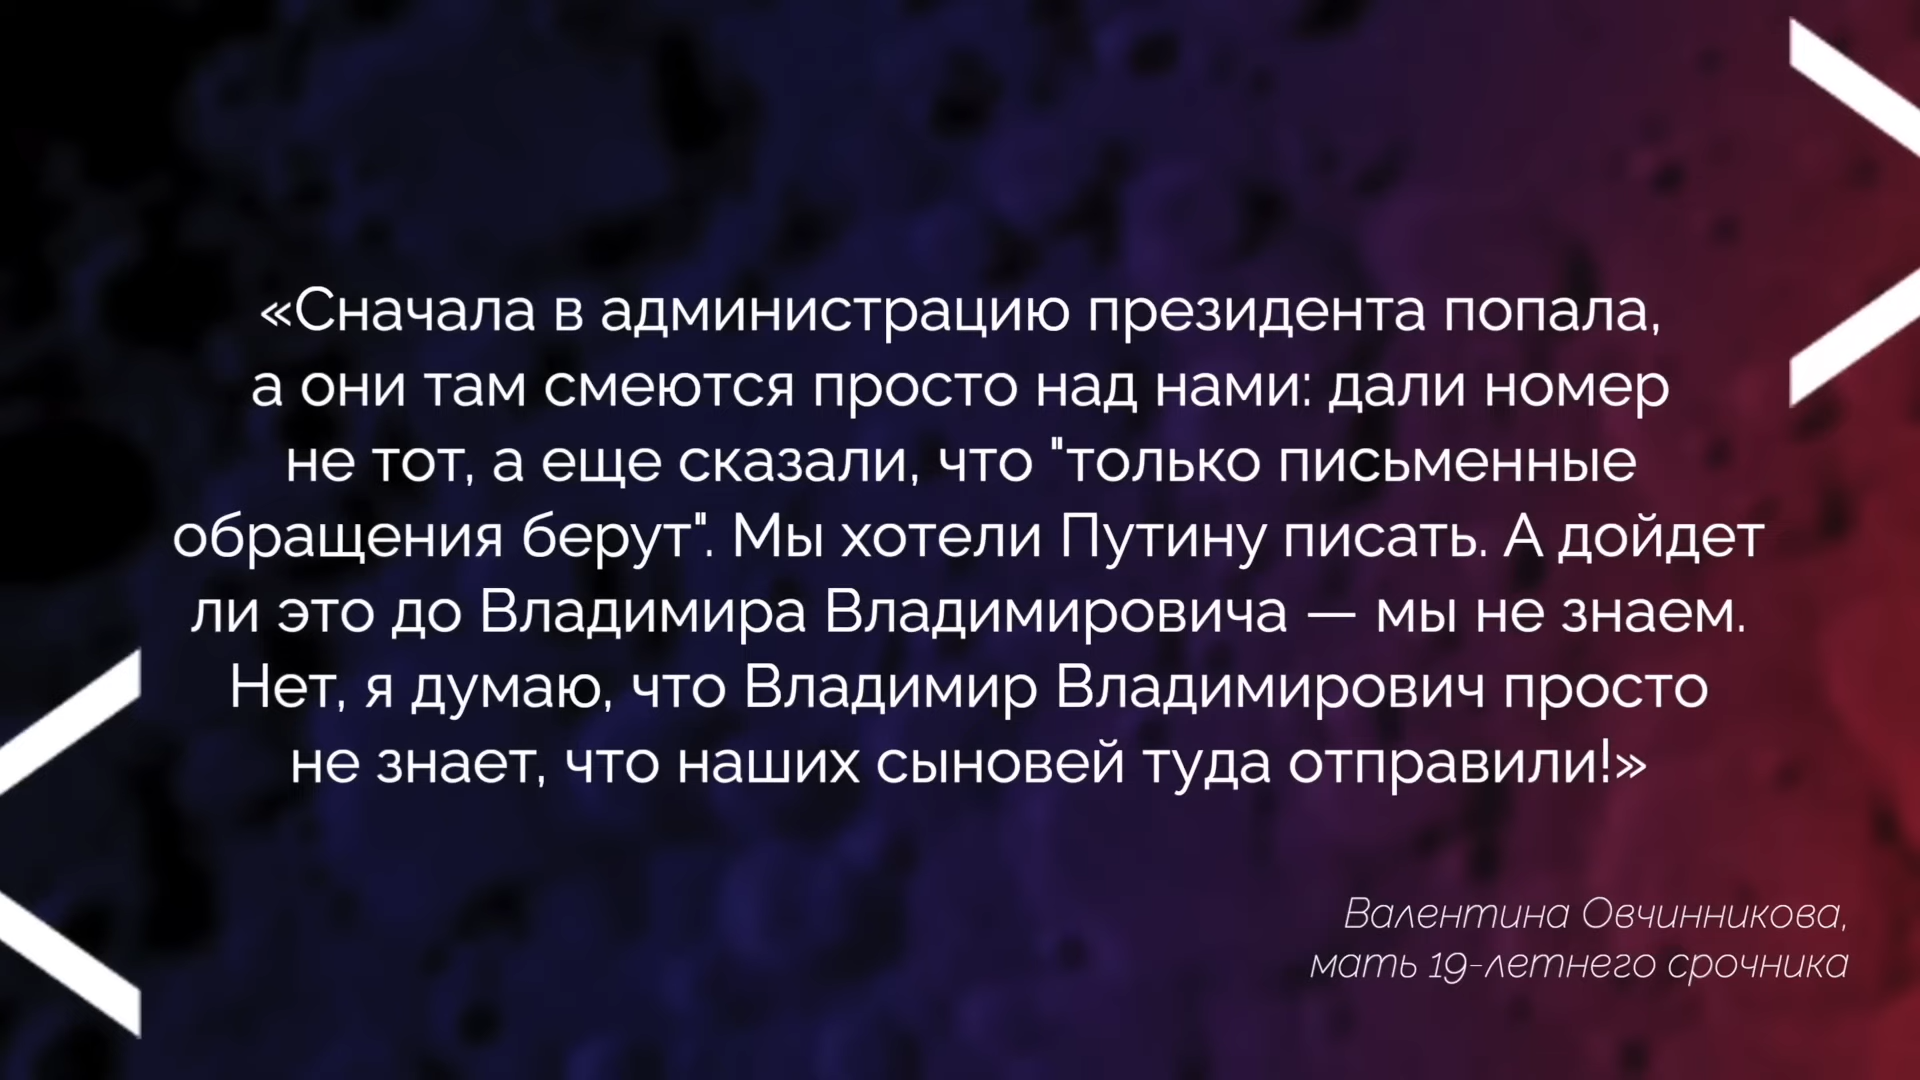 «Сначала в администрацию президента попала,
а они там смеются просто над нами: дали номер
не тот, а еще сказали, что "только письменные
обращения берут". Мы хотели Путину писать. А дойдет
ли это до Владимира Владимировича — мы не знаем.
Нет, я думаю, что Владимир Владимирович просто
не знает, что наших сыновей туда отправили!»
Валентина Овчинникова,
мать 19-летнего срочника